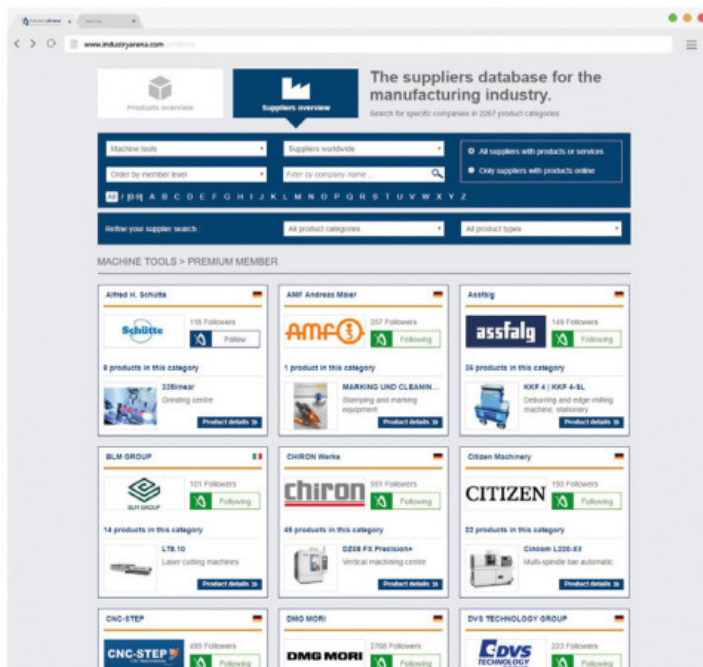 IndustryArena
www.industryarena.com/products
Products overview
Suppliers overview
The suppliers database for the
manufacturing industry.
Search for specific companies in 2267 product categories.
Machine tools
Suppliers worldwide
All suppliers with products or services
Order by member level
Filter by company name ...
Only suppliers with products online
All / [0-9] A B C D E F G H I J K L M N O P Q R S T U V W X Y Z
Refine your supplier search :
All product categories
All product types
MACHINE TOOLS > PREMIUM MEMBER
Alfred H. Schütte
Schütte
116 Followers
Follow
8 products in this category
325linear
Grinding centre
Product details »
AMF Andreas Maier
AMF
357 Followers
Following
1 product in this category
MARKING UND CLEANIN...
Stamping and marking
equipment
Product details »
Assfalg
assfalg
149 Followers
Following
36 products in this category
KKF 4 | KKF 4-SL
Deburring and edge milling
machine, stationary
Product details »
BLM GROUP
BLM GROUP
101 Followers
Following
14 products in this category
LT8.10
Laser cutting machines
Product details »
CHIRON Werke
chiron
501 Followers
Following
45 products in this category
DZ08 FX Precision+
Vertical machining centre
Product details »
Citizen Machinery
CITIZEN
193 Followers
Following
22 products in this category
Cincom L220-XII
Multi-spindle bar automatic
Product details »
CNC-STEP
CNC-STEP
495 Followers
Following
DMG MORI
DMG MORI
2768 Followers
Following
DVS TECHNOLOGY GROUP
DVS
TECHNOLOGY
223 Followers
Following